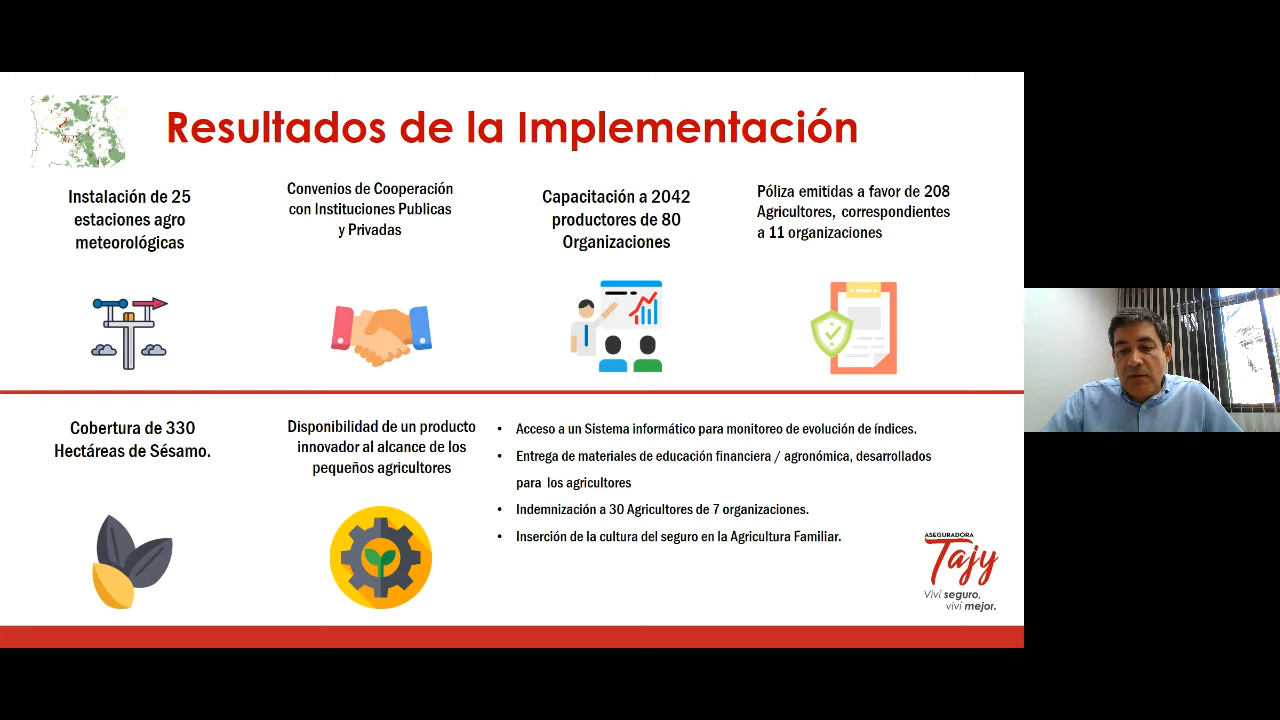 Resultados de la Implementación
Instalación de 25
estaciones agro
meteorológicas
Convenios de Cooperación
con Instituciones Publicas
y Privadas
Capacitación a 2042
productores de 80
Organizaciones
Póliza emitidas a favor de 208
Agricultores, correspondientes
a 11 organizaciones
Cobertura de 330
Hectáreas de Sésamo.
Disponibilidad de un producto
innovador al alcance de los
pequeños agricultores
• Acceso a un Sistema informático para monitoreo de evolución de índices.
• Entrega de materiales de educación financiera / agronómica, desarrollados
para los agricultores
• Indemnización a 30 Agricultores de 7 organizaciones.
• Inserción de la cultura del seguro en la Agricultura Familiar.
ASEGURADORA
Tajy
Viví seguro,
viví mejor.